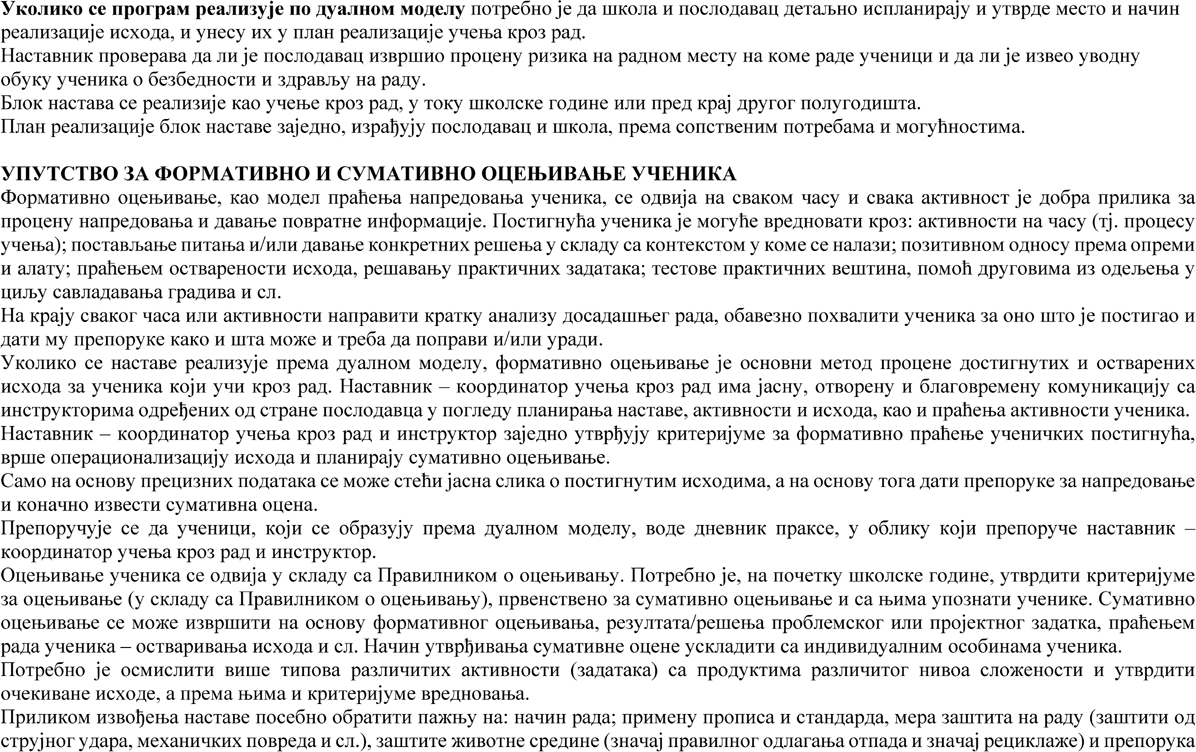 Уколико се програм реализује по дуалном моделу потребно је да школа и послодавац детаљно испланирају и утврде место и начин
реализације исхода, и унесу их у план реализације учења кроз рад.
Наставник проверава да ли је послодавац извршио процену ризика на радном месту на коме раде ученици и да ли је извео уводну
обуку ученика о безбедности и здрављу на раду.
Блок настава се реализије као учење кроз рад, у току школске године или пред крај другог полугодишта.
План реализације блок наставе заједно, израђују послодавац и школа, према сопственим потребама и могућностима.
УПУТСТВО ЗА ФОРМАТИВНО И СУМАТИВНО ОЦЕЊИВАЊЕ УЧЕНИКА
Формативно оцењивање, као модел праћења напредовања ученика, се одвија на сваком часу и свака активност је добра прилика за
процену напредовања и давање повратне информације. Постигнућа ученика је могуће вредновати кроз: активности на часу (тј. процесу
учења); постављање питања и/или давање конкретних решења у складу са контекстом у коме се налази; позитивном односу према опреми
и алату; праћењем остварености исхода, решавању практичних задатака; тестове практичних вештина, помоћ друговима из одељења у
циљу савладавања градива и сл.
На крају сваког часа или активности направити кратку анализу досадашњег рада, обавезно похвалити ученика за оно што је постигао и
дати му препоруке како и шта може и треба да поправи и/или уради.
Уколико се наставе реализује према дуалном моделу, формативно оцењивање је основни метод процене достигнутих и остварених
исхода за ученика који учи кроз рад. Наставник – координатор учења кроз рад има јасну, отворену и благовремену комуникацију са
инструкторима одређених од стране послодавца у погледу планирања наставе, активности и исхода, као и праћења активности ученика.
Наставник – координатор учења кроз рад и инструктор заједно утврђују критеријуме за формативно праћење ученичких постигнућа,
врше операционализацију исхода и планирају сумативно оцењивање.
Само на основу прецизних података се може стећи јасна слика о постигнутим исходима, а на основу тога дати препоруке за напредовање
и коначно извести сумативна оцена.
Препоручује се да ученици, који се образују према дуалном моделу, воде дневник праксе, у облику који препоруче наставник –
координатор учења кроз рад и инструктор.
Оцењивање ученика се одвија у складу са Правилником о оцењивању. Потребно је, на почетку школске године, утврдити критеријуме
за оцењивање (у складу са Правилником о оцењивању), првенствено за сумативно оцењивање и са њима упознати ученике. Сумативно
оцењивање се може извршити на основу формативног оцењивања, резултата/решења проблемског или пројектног задатка, праћењем
рада ученика – остваривања исхода и сл. Начин утврђивања сумативне оцене ускладити са индивидуалним особинама ученика.
Потребно је осмислити више типова различитих активности (задатака) са продуктима различитог нивоа сложености и утврдити
очекиване исходе, а према њима и критеријуме вредновања.
Приликом извођења наставе посебно обратити пажњу на: начин рада; примену прописа и стандарда, мера заштита на раду (заштити од
струјног удара, механичких повреда и сл.), заштите животне средине (значај правилног одлагања отпада и значај рециклаже) и препорука